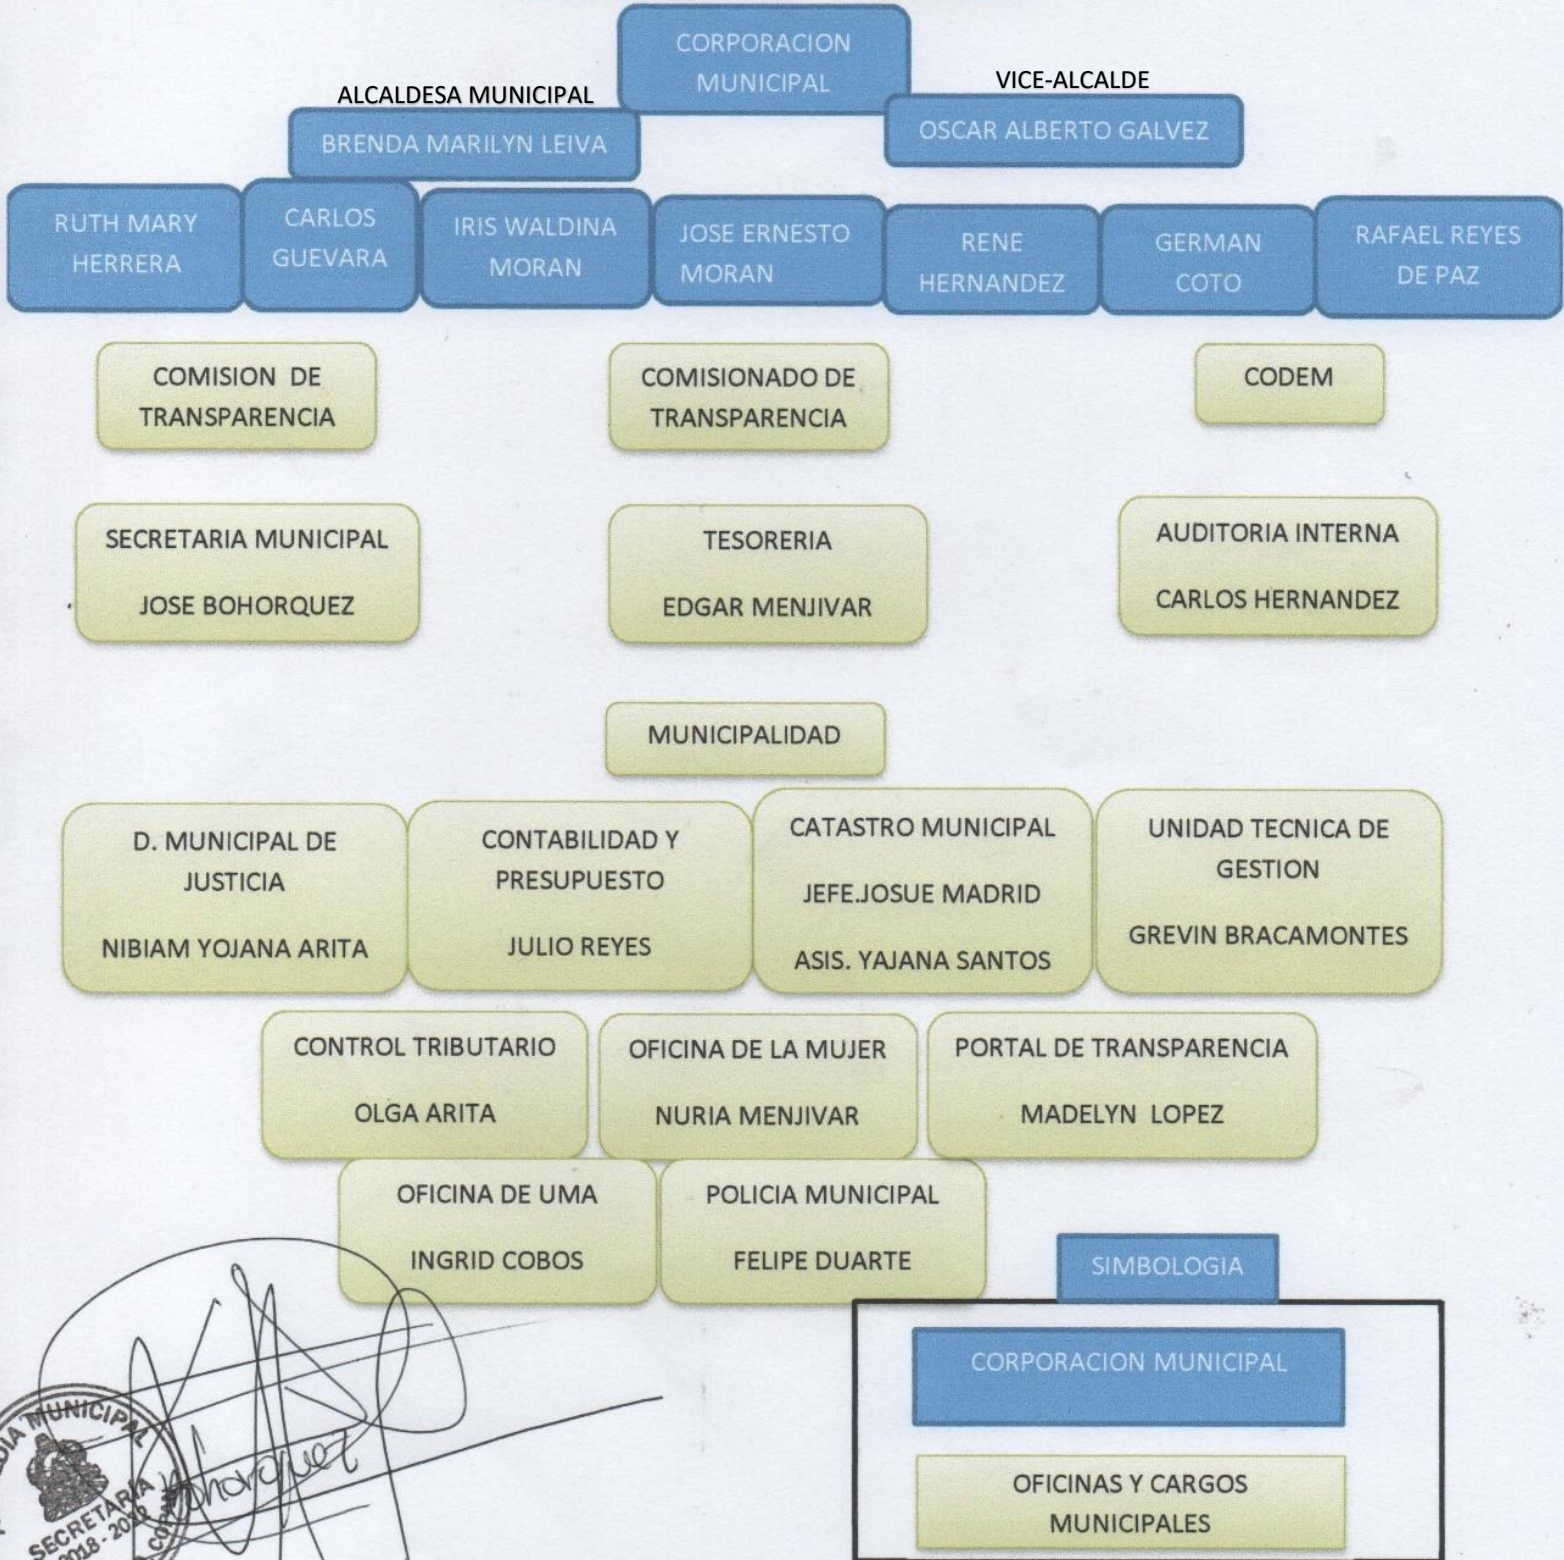 CORPORACION
MUNICIPAL
ALCALDESA MUNICIPAL
VICE-ALCALDE
BRENDA MARILYN LEIVA
OSCAR ALBERTO GALVEZ
RUTH MARY
HERRERA
CARLOS
GUEVARA
IRIS WALDINA
MORAN
JOSE ERNESTO
MORAN
RENE
HERNANDEZ
GERMAN
COTO
RAFAEL REYES
DE PAZ
COMISION DE
TRANSPARENCIA
COMISIONADO DE
TRANSPARENCIA
CODEM
SECRETARIA MUNICIPAL
JOSE BOHORQUEZ
TESORERIA
EDGAR MENJIVAR
AUDITORIA INTERNA
CARLOS HERNANDEZ
MUNICIPALIDAD
D. MUNICIPAL DE
JUSTICIA
NIBIAM YOJANA ARITA
CONTABILIDAD Y
PRESUPUESTO
JULIO REYES
CATASTRO MUNICIPAL
JEFE.JOSUE MADRID
ASIS. YAJANA SANTOS
UNIDAD TECNICA DE
GESTION
GREVIN BRACAMONTES
CONTROL TRIBUTARIO
OLGA ARITA
OFICINA DE LA MUJER
NURIA MENJIVAR
PORTAL DE TRANSPARENCIA
MADELYN LOPEZ
OFICINA DE UMA
INGRID COBOS
POLICIA MUNICIPAL
FELIPE DUARTE
SIMBOLOGIA
CORPORACION MUNICIPAL
OFICINAS Y CARGOS
MUNICIPALES
MUNICIPAL
SECRETARIA
Bohorquez